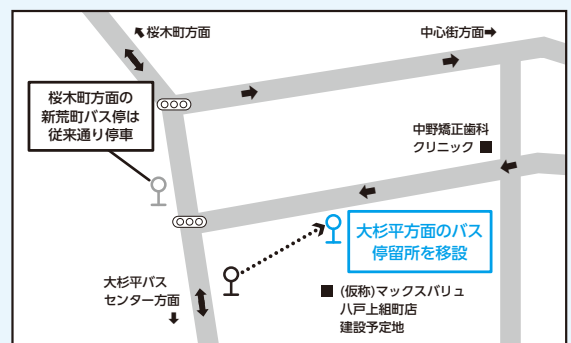 桜木町方面
中心街方面
桜木町方面の
新荒町バス停は
従来通り停車
中野矯正歯科
クリニック
大杉平方面のバス
停留所を移設
大杉平バス
センター方面
(仮称)マックスバリュ
八戸上組町店
建設予定地